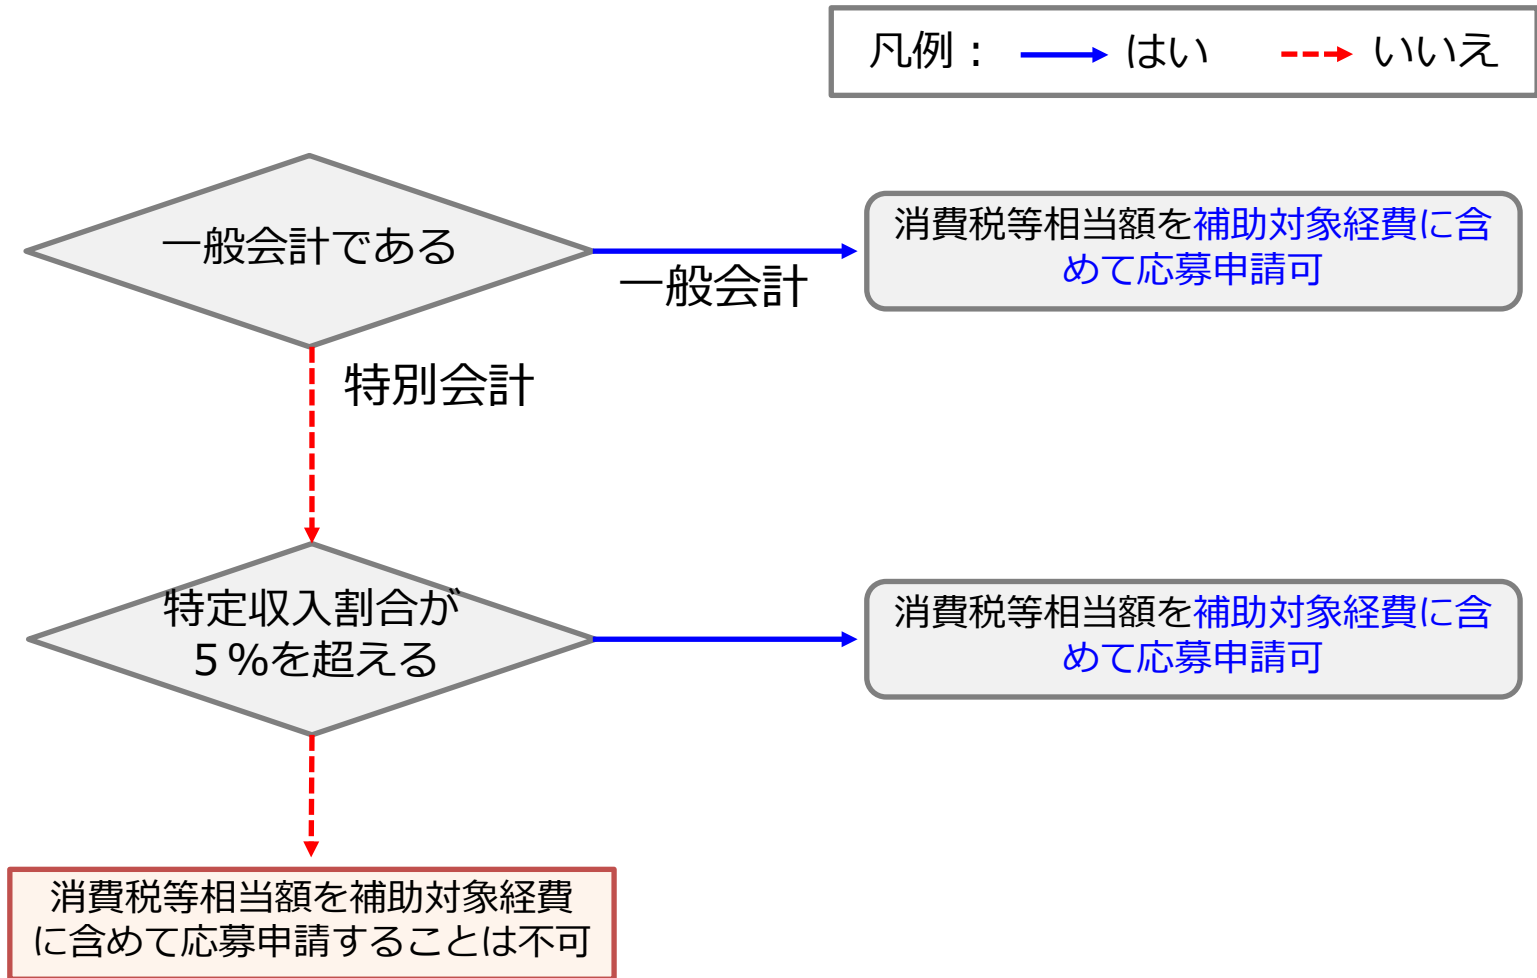 凡例： はい いいえ
一般会計である
消費税等相当額を補助対象経費に含
めて応募申請可
一般会計
特別会計
特定収入割合が
５％を超える
消費税等相当額を補助対象経費に含
めて応募申請可
消費税等相当額を補助対象経費
に含めて応募申請することは不可